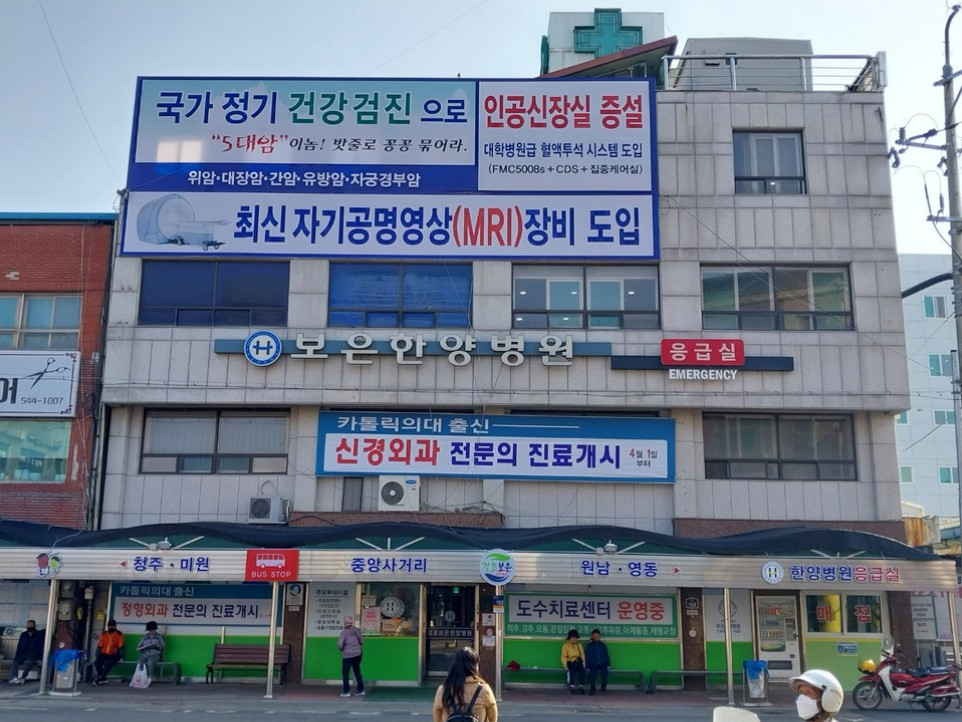 국가 정기 건강검진 으로
"5대암" 이놈! 밧줄로 꽁꽁 묶어라.
위암·대장암·간암·유방암·자궁경부암
인공신장실 증설
대학병원급 혈액투석 시스템 도입
(FMC5008s + CDS + 집중케어실)
최신 자기공명영상(MRI)장비 도입
H 보은한양병원
응급실
EMERGENCY
카톨릭의대 출신
신경외과 전문의 진료개시 4월 1일 부터
어
544-1007
청주·미원
BUS STOP
중앙사거리
원남·영동
한양병원응급실
카톨릭의대 출신
정형외과 전문의 진료개시
도수치료센터 운영중
매점